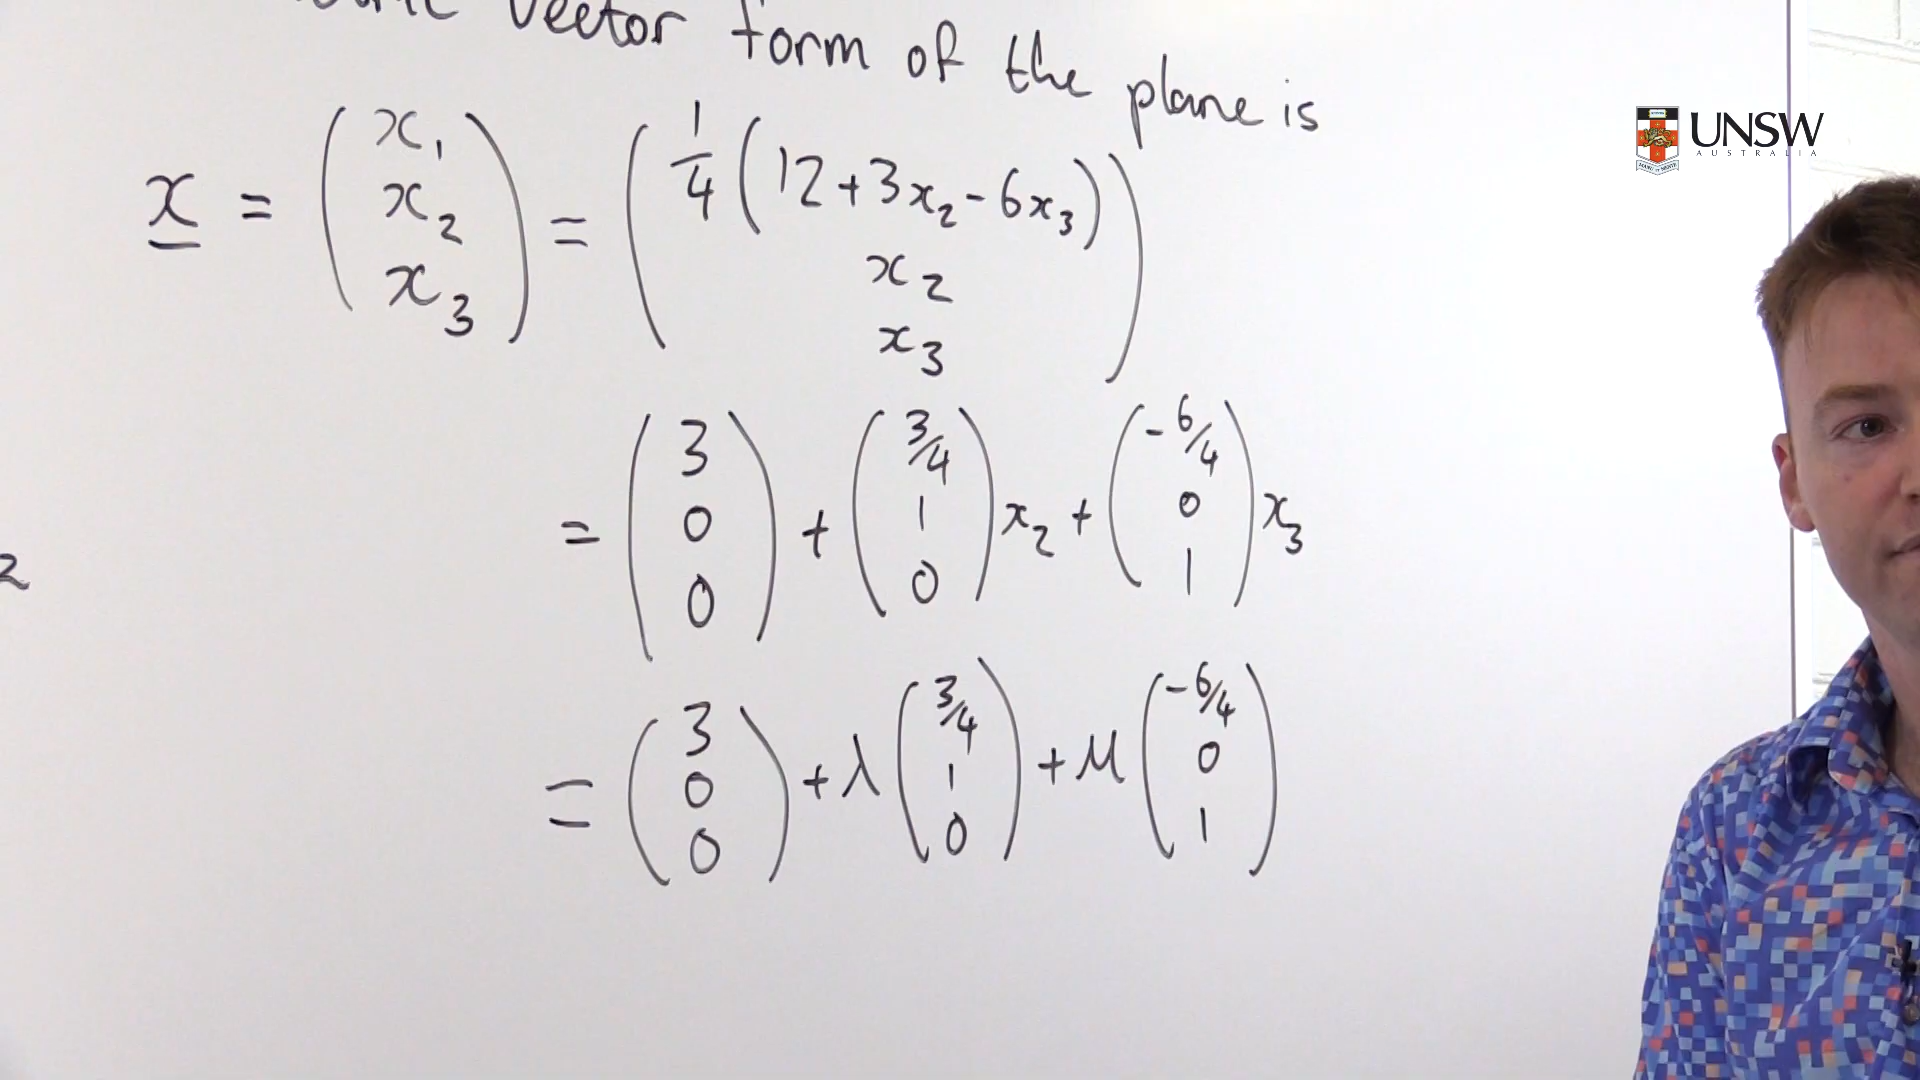 vector form of the plane is
x = ( x₁ x₂ x₃ ) = ( 1/4 ( 12 + 3x₂ - 6x₃ ) x₂ x₃ )
= ( 3 0 0 ) + ( 3/4 1 0 ) x₂ + ( -6/4 0 1 ) x₃
2
= ( 3 0 0 ) + λ ( 3/4 1 0 ) + μ ( -6/4 0 1 )
UNSW
AUSTRALIA